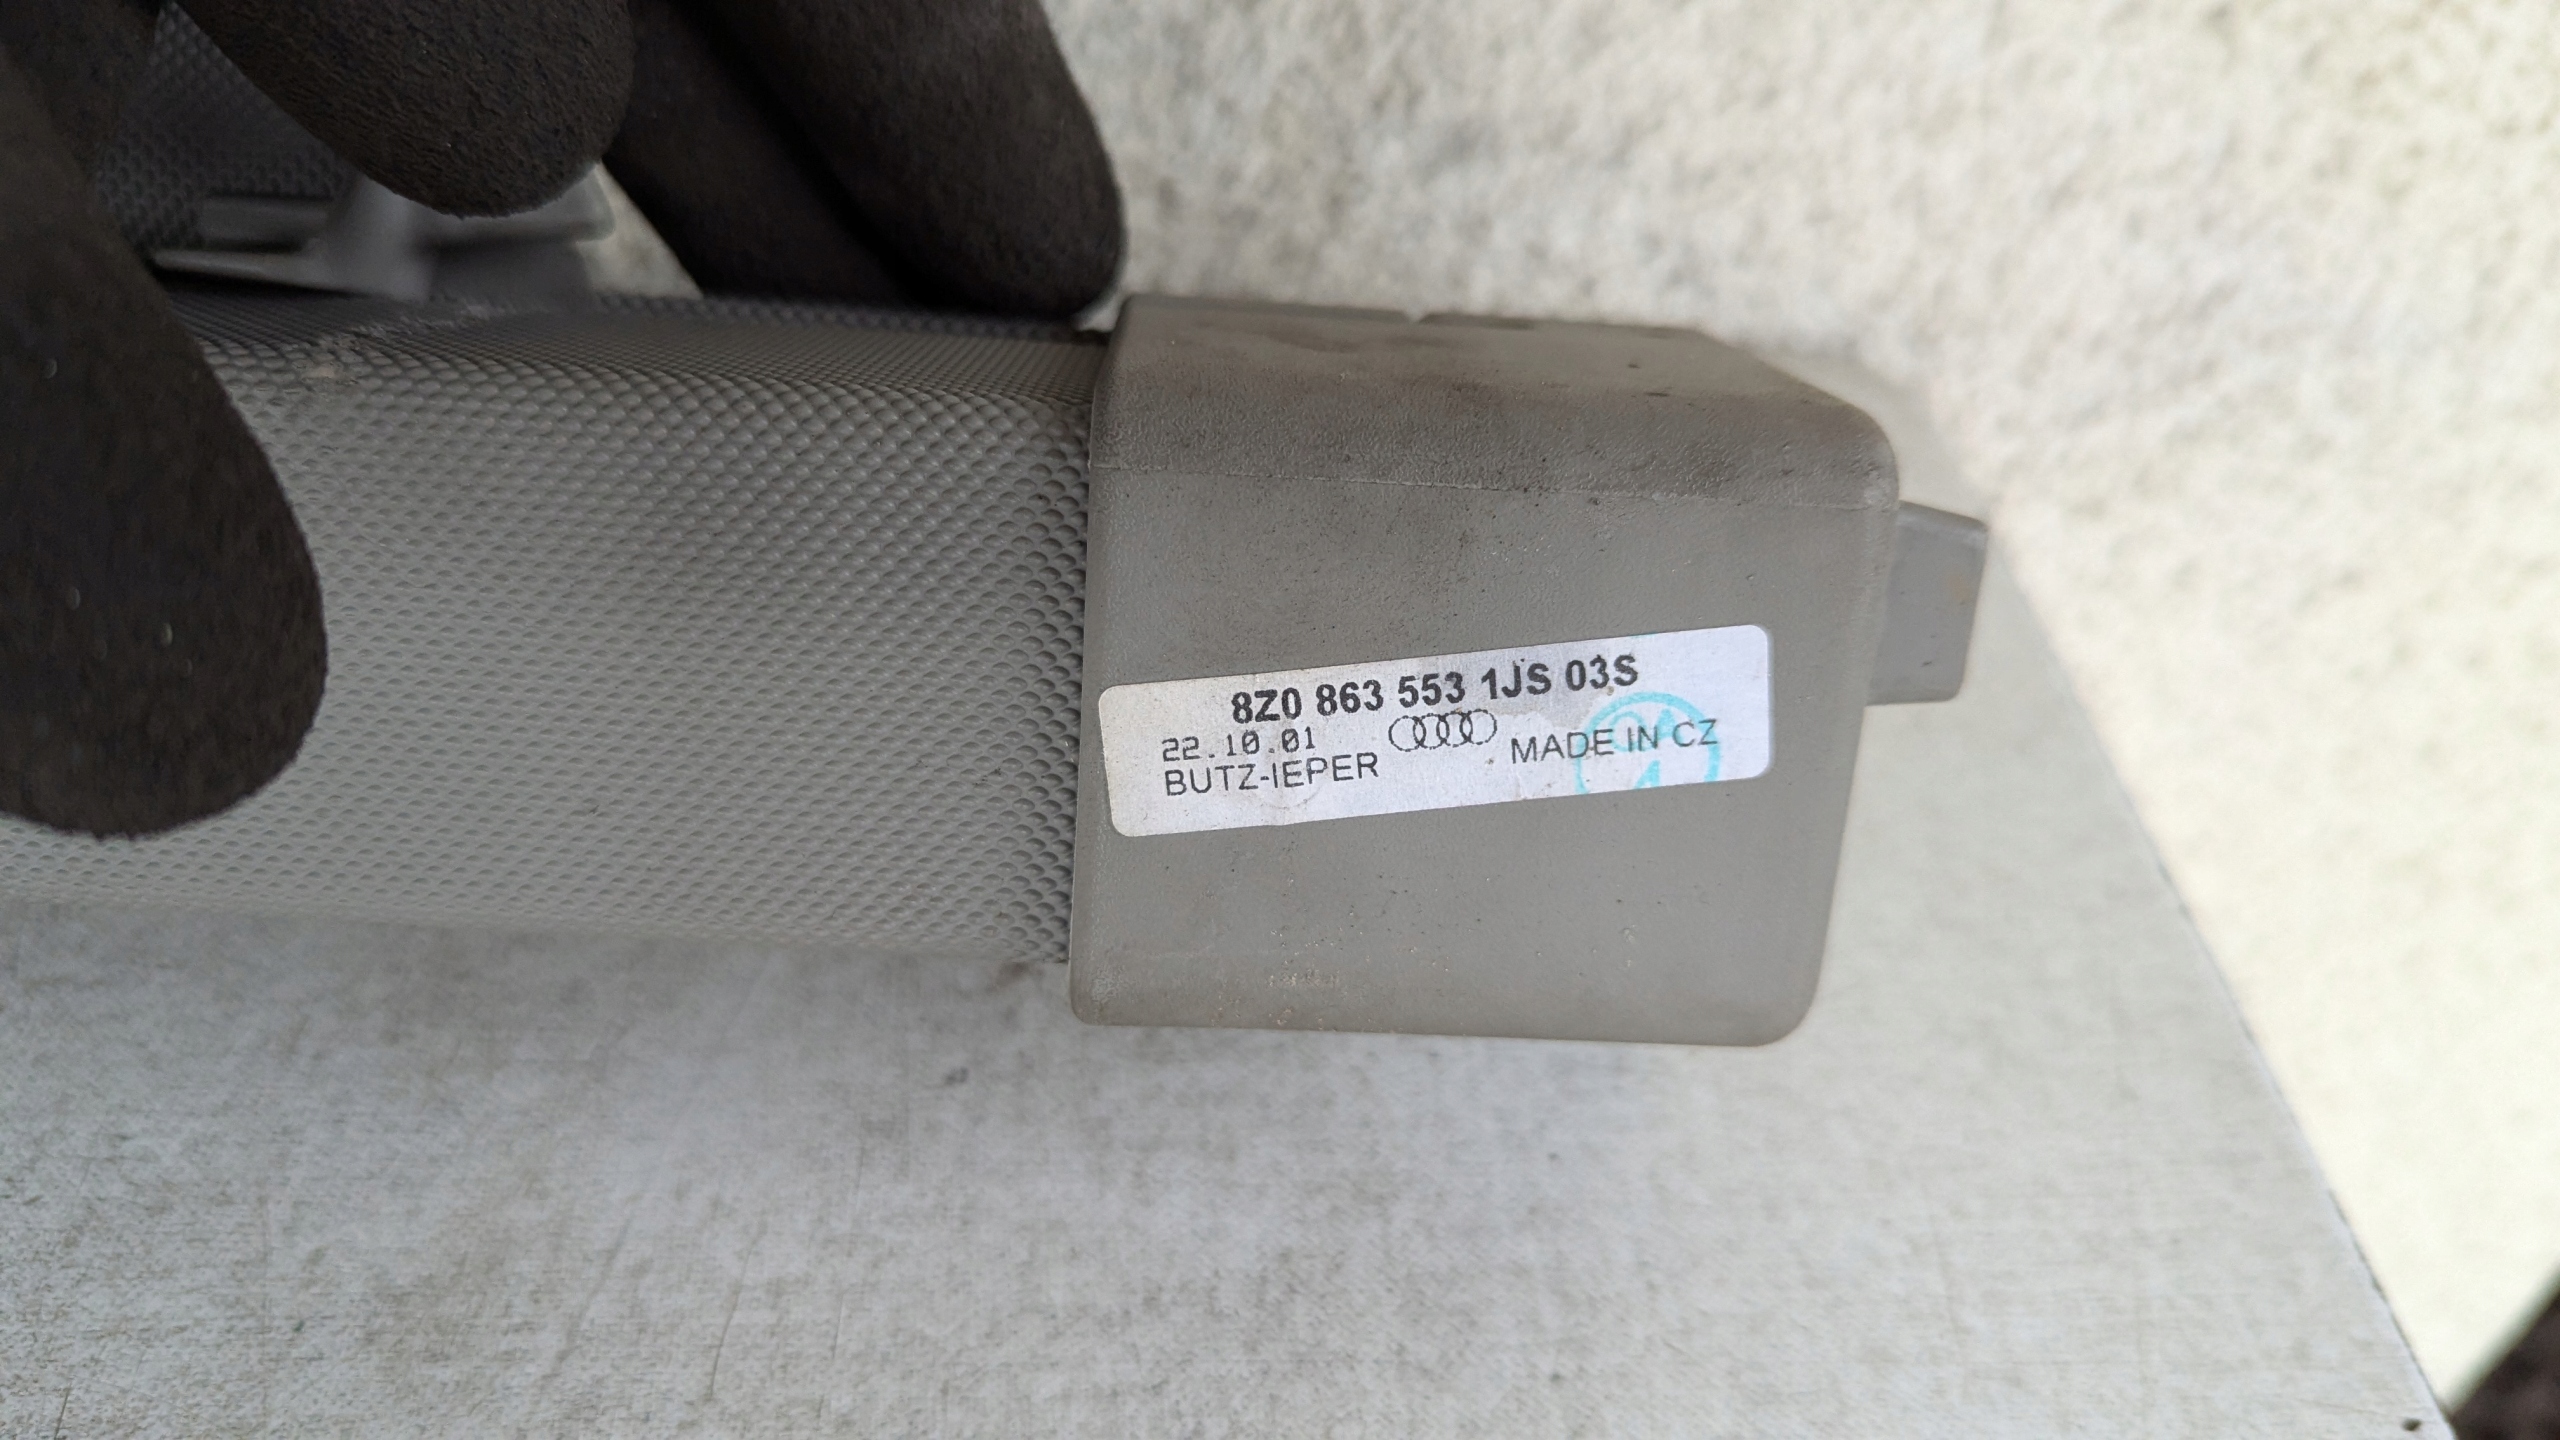 8Z0 863 553 1JS 03S
22.10.01
BUTZ-IEPER
MADE IN CZ